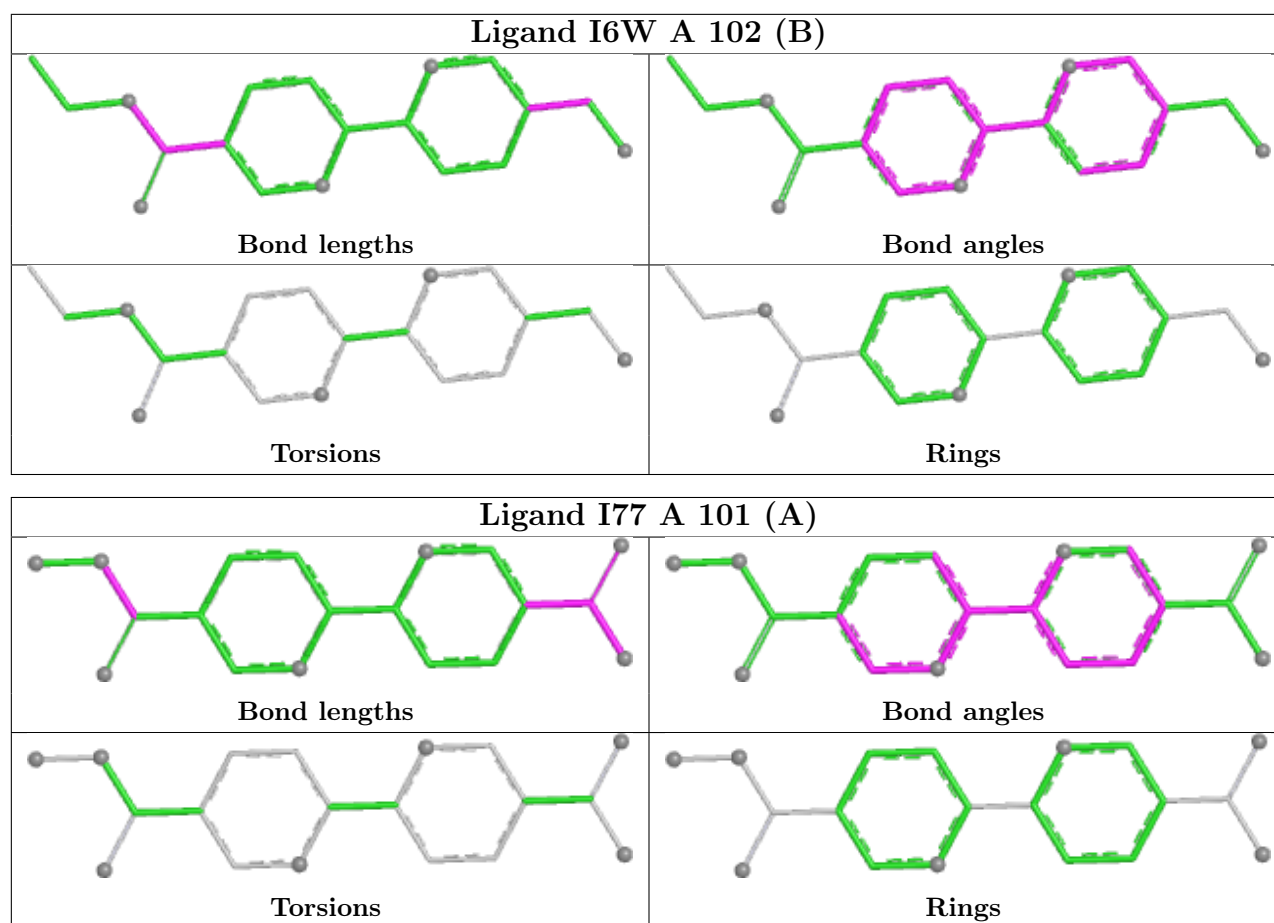 Ligand I6W A 102 (B)
Bond lengths
Bond angles
Torsions
Rings
Ligand I77 A 101 (A)
Bond lengths
Bond angles
Torsions
Rings